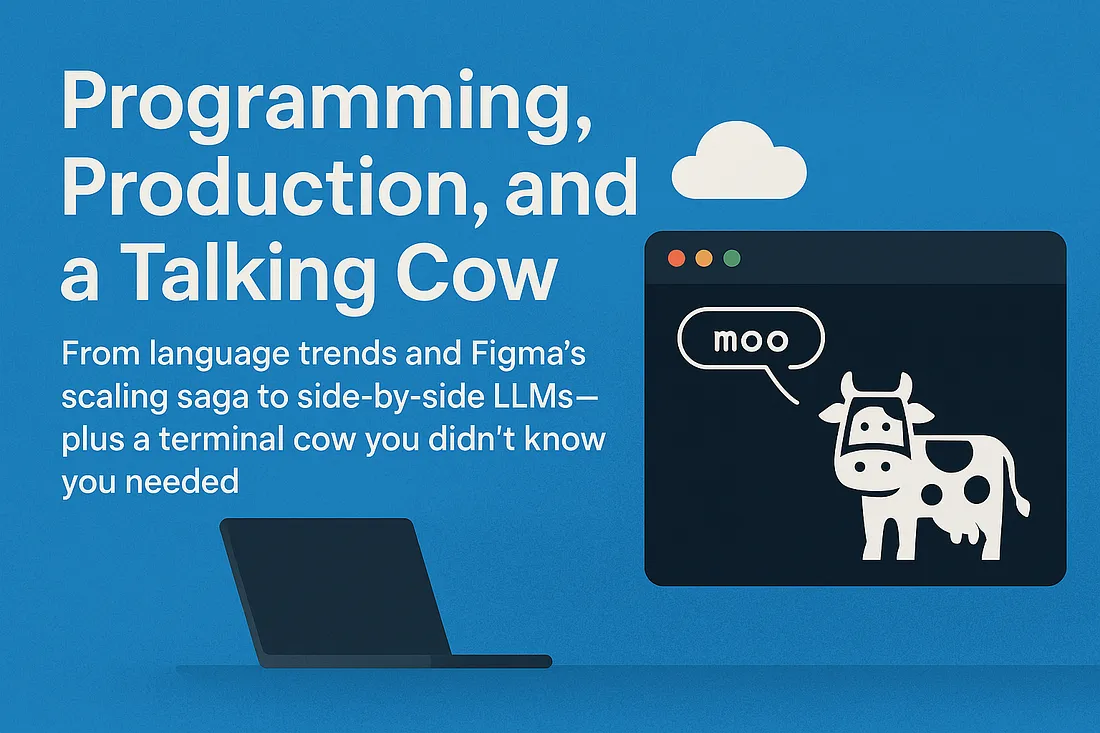 Programming,
Production, and
a Talking Cow
From language trends and Figma's
scaling saga to side-by-side LLMs—
plus a terminal cow you didn't know
you needed
moo